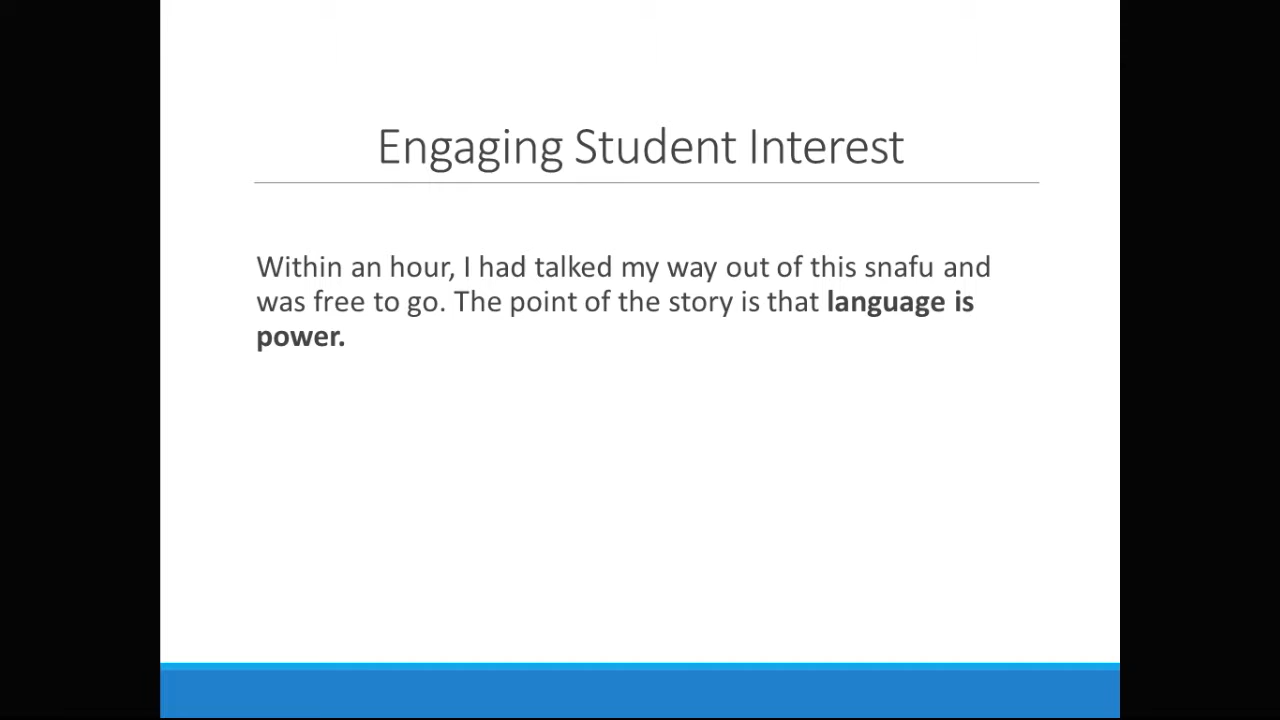 Engaging Student Interest
Within an hour, I had talked my way out of this snafu and
was free to go. The point of the story is that language is
power.